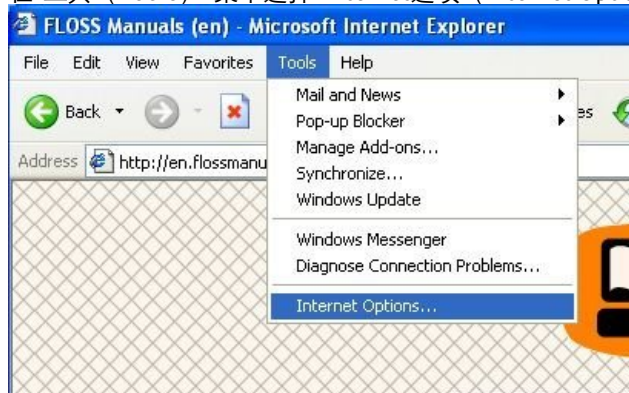 FLOSS Manuals (en) - Microsoft Internet Explorer
File Edit View Favorites Tools Help
Back
Mail and News
Pop-up Blocker
Manage Add-ons...
Synchronize...
Windows Update
Windows Messenger
Diagnose Connection Problems...
Internet Options...
Address http://en.flossmanu